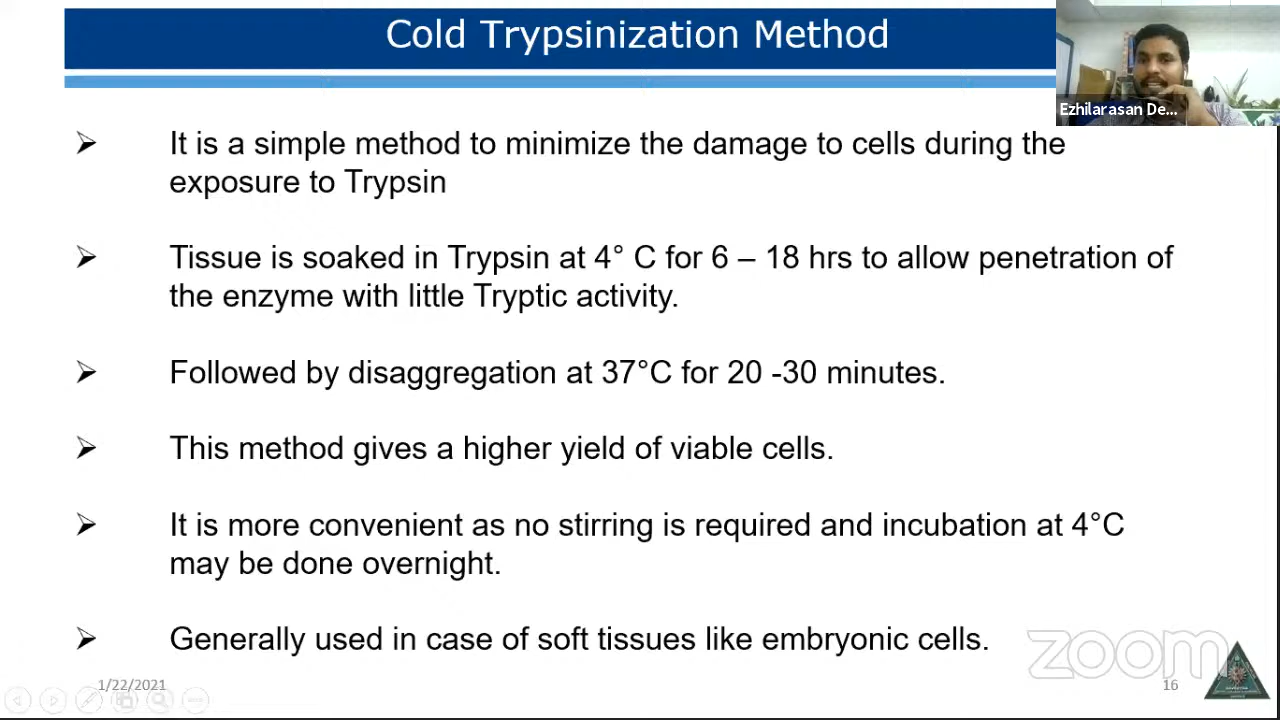 Cold Trypsinization Method
Ezhilarasan De...
➢ It is a simple method to minimize the damage to cells during the
exposure to Trypsin
➢ Tissue is soaked in Trypsin at 4° C for 6 – 18 hrs to allow penetration of
the enzyme with little Tryptic activity.
➢ Followed by disaggregation at 37°C for 20 -30 minutes.
➢ This method gives a higher yield of viable cells.
➢ It is more convenient as no stirring is required and incubation at 4°C
may be done overnight.
➢ Generally used in case of soft tissues like embryonic cells.
zoom
1/22/2021
16